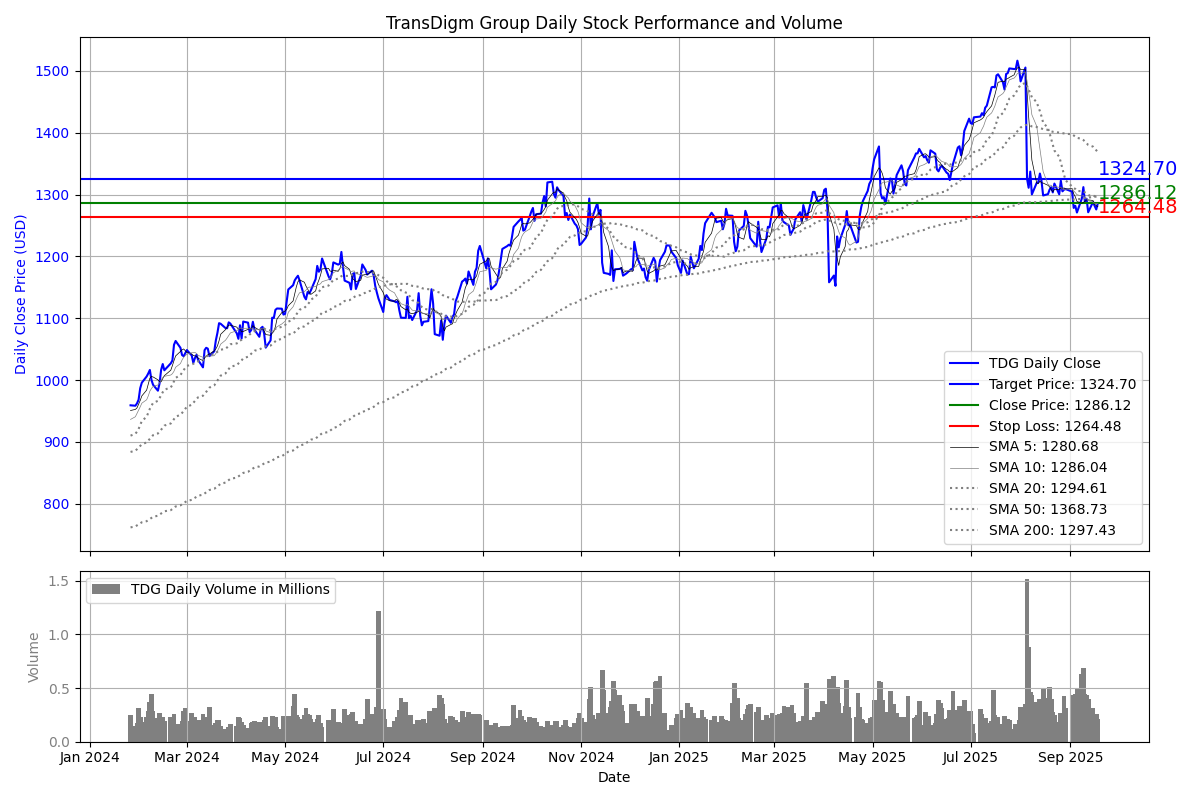 TransDigm Group Daily Stock Performance and Volume
Daily Close Price (USD)
1500
1400
1300
1200
1100
1000
900
800
1324.70
1286.12
1264.48
TDG Daily Close
Target Price: 1324.70
Close Price: 1286.12
Stop Loss: 1264.48
SMA 5: 1280.68
SMA 10: 1286.04
SMA 20: 1294.61
SMA 50: 1368.73
SMA 200: 1297.43
Volume
1.5
1.0
0.5
0.0
TDG Daily Volume in Millions
Jan 2024 Mar 2024 May 2024 Jul 2024 Sep 2024 Nov 2024 Jan 2025 Mar 2025 May 2025 Jul 2025 Sep 2025
Date